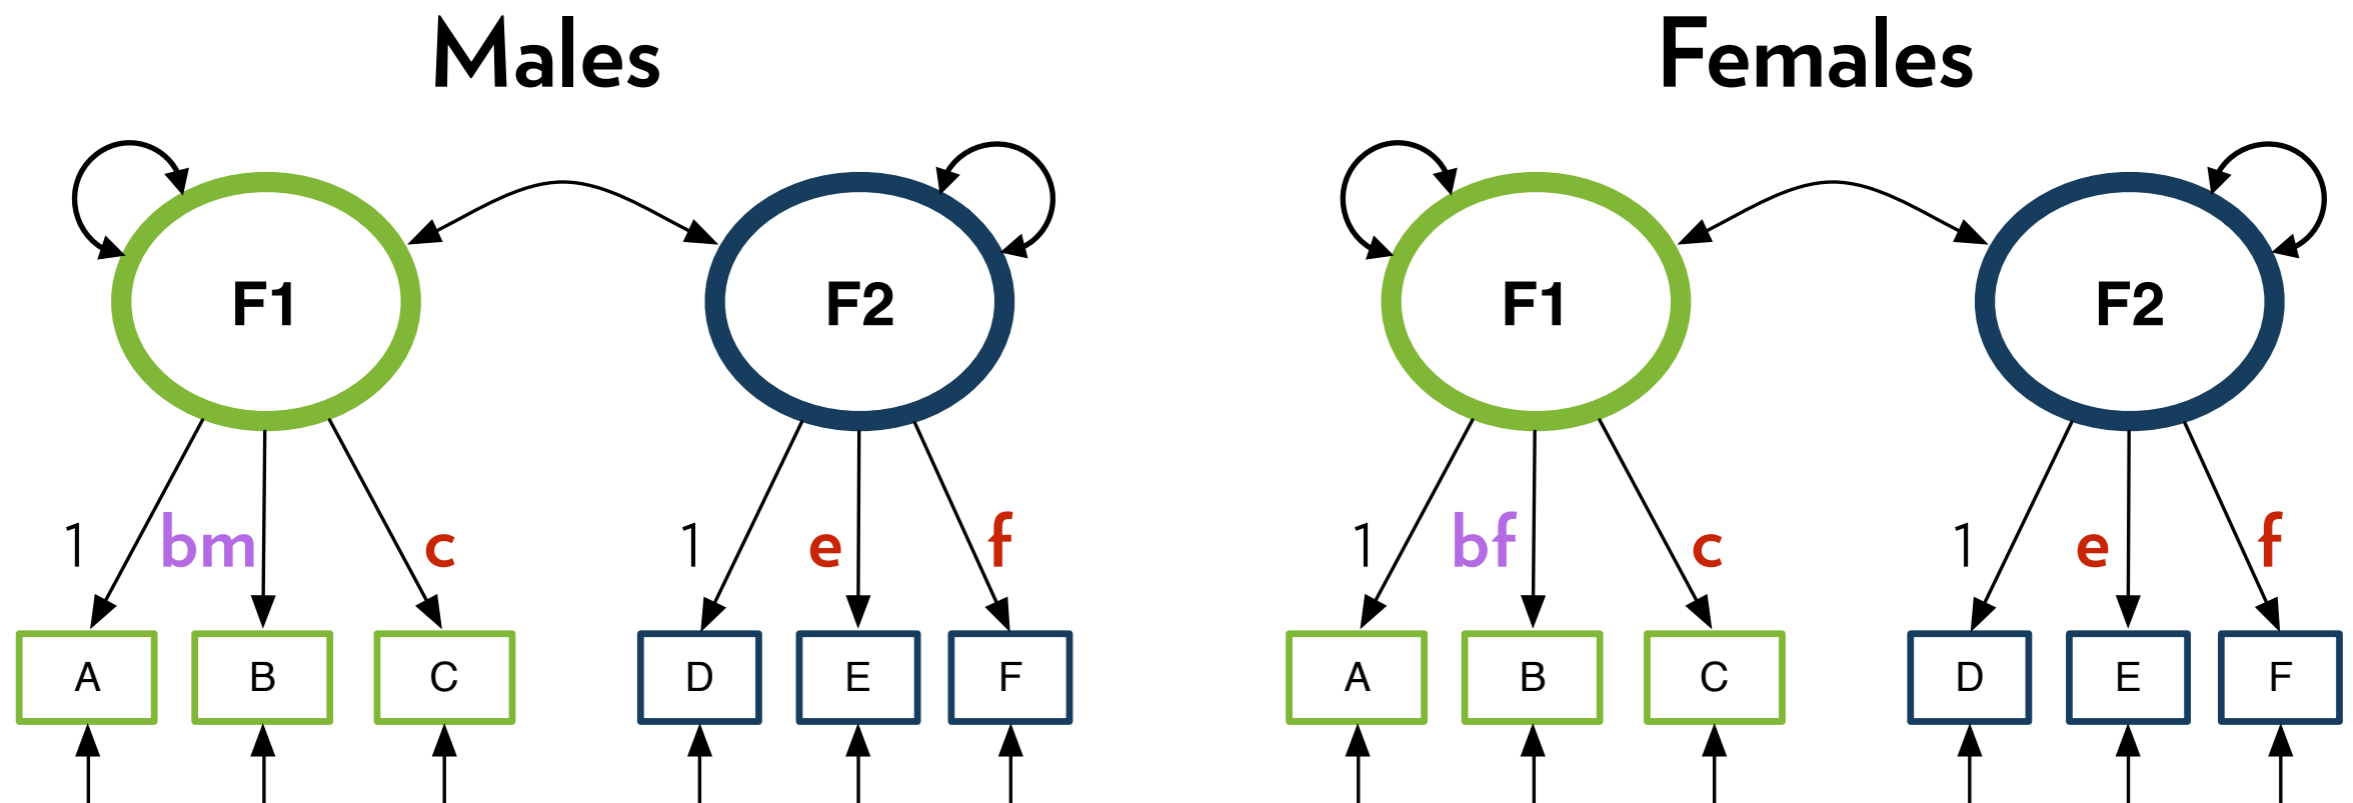 Males Females
F1 F2 F1 F2
1 bm c 1 e f 1 bf c 1 e f
A B C D E F A B C D E F